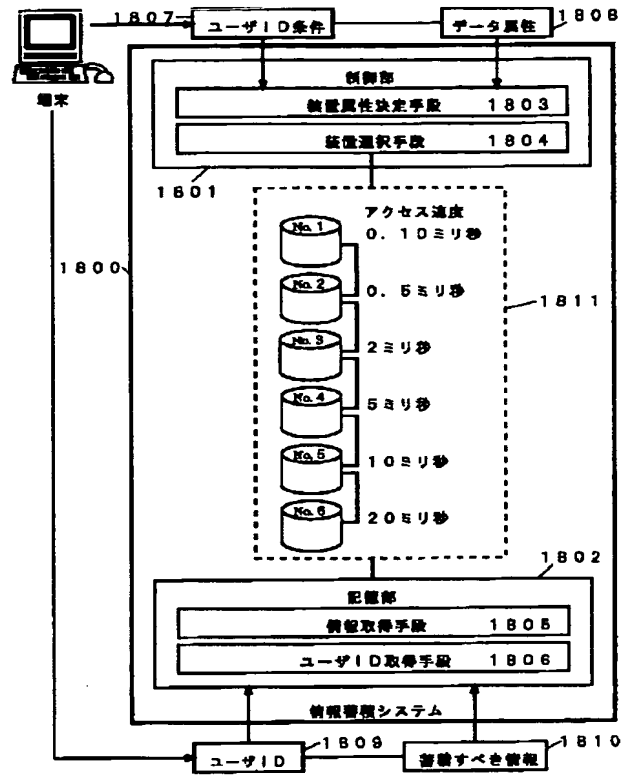 1807
ユーザID条件
データ属性
1808
端末
制御部
装置属性決定手段 1803
装置選択手段 1804
1801
アクセス速度
No.1
0.10ミリ秒
1800
No.2
0.5ミリ秒
1811
No.3
2ミリ秒
No.4
5ミリ秒
No.5
10ミリ秒
No.6
20ミリ秒
1802
記憶部
情報取得手段 1805
ユーザID取得手段 1806
情報蓄積システム
ユーザID
1809
蓄積すべき情報
1810